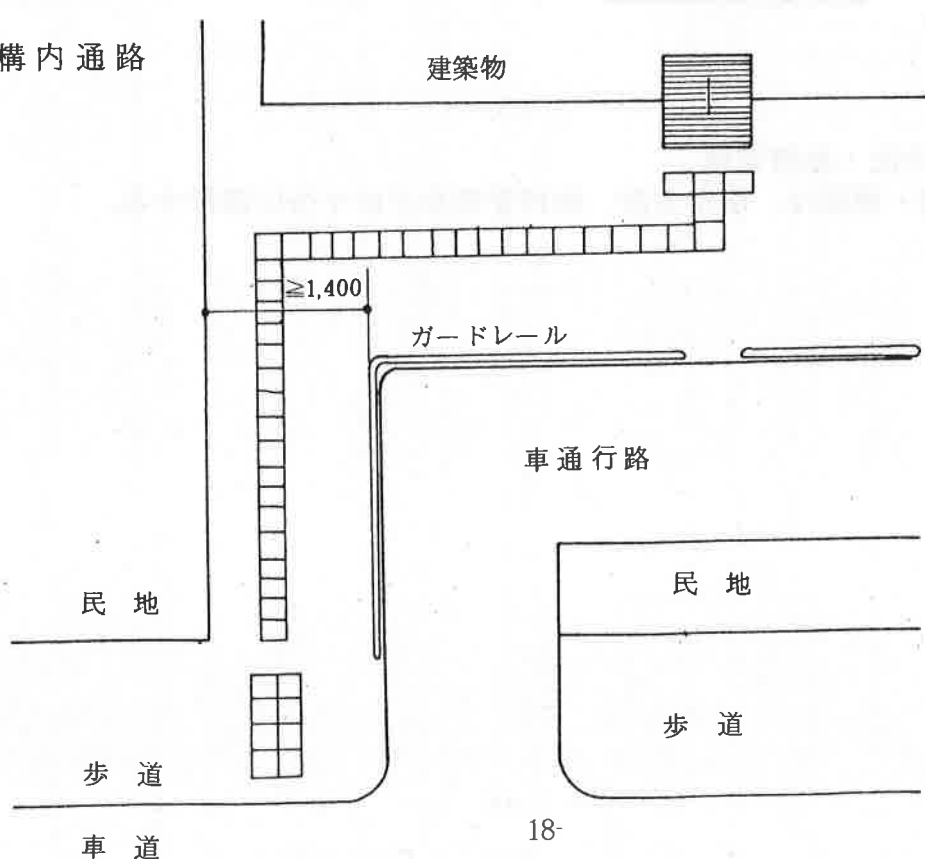 構内通路
建築物
≧1,400
ガードレール
車通行路
民 地
民 地
歩 道
歩 道
車 道
18-